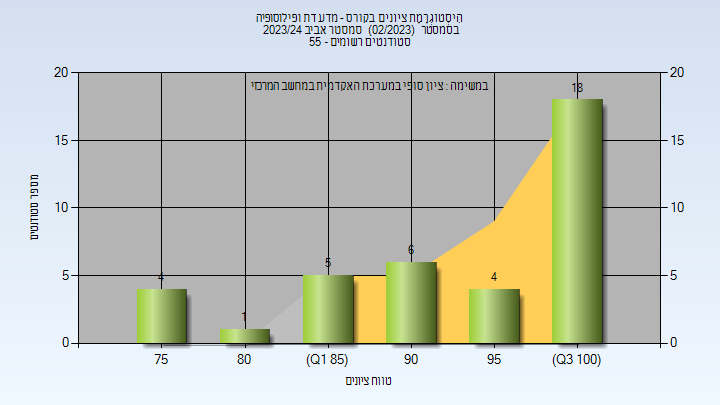 היסטוגרמת ציונים בקורס - מדע דת ופילוסופיה
בסמסטר (02/2023) סמסטר אביב 2023/24
סטודנטים רשומים - 55
במשימה : ציון סופי במערכת האקדמית במחשב המרכזי
20 20
15 15
10 10
5 5
0 0
4 1 5 6 4 18
75 80 (Q1 85) 90 95 (Q3 100)
מספר סטודנטים
טווח ציונים